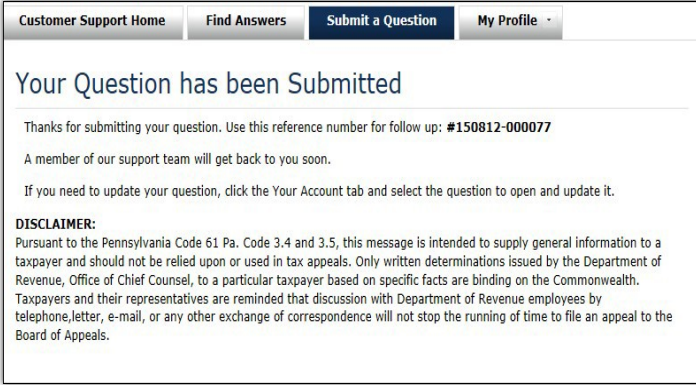 Customer Support Home Find Answers Submit a Question My Profile
Your Question has been Submitted
Thanks for submitting your question. Use this reference number for follow up: #150812-000077
A member of our support team will get back to you soon.
If you need to update your question, click the Your Account tab and select the question to open and update it.
DISCLAIMER:
Pursuant to the Pennsylvania Code 61 Pa. Code 3.4 and 3.5, this message is intended to supply general information to a
taxpayer and should not be relied upon or used in tax appeals. Only written determinations issued by the Department of
Revenue, Office of Chief Counsel, to a particular taxpayer based on specific facts are binding on the Commonwealth.
Taxpayers and their representatives are reminded that discussion with Department of Revenue employees by
telephone,letter, e-mail, or any other exchange of correspondence will not stop the running of time to file an appeal to the
Board of Appeals.